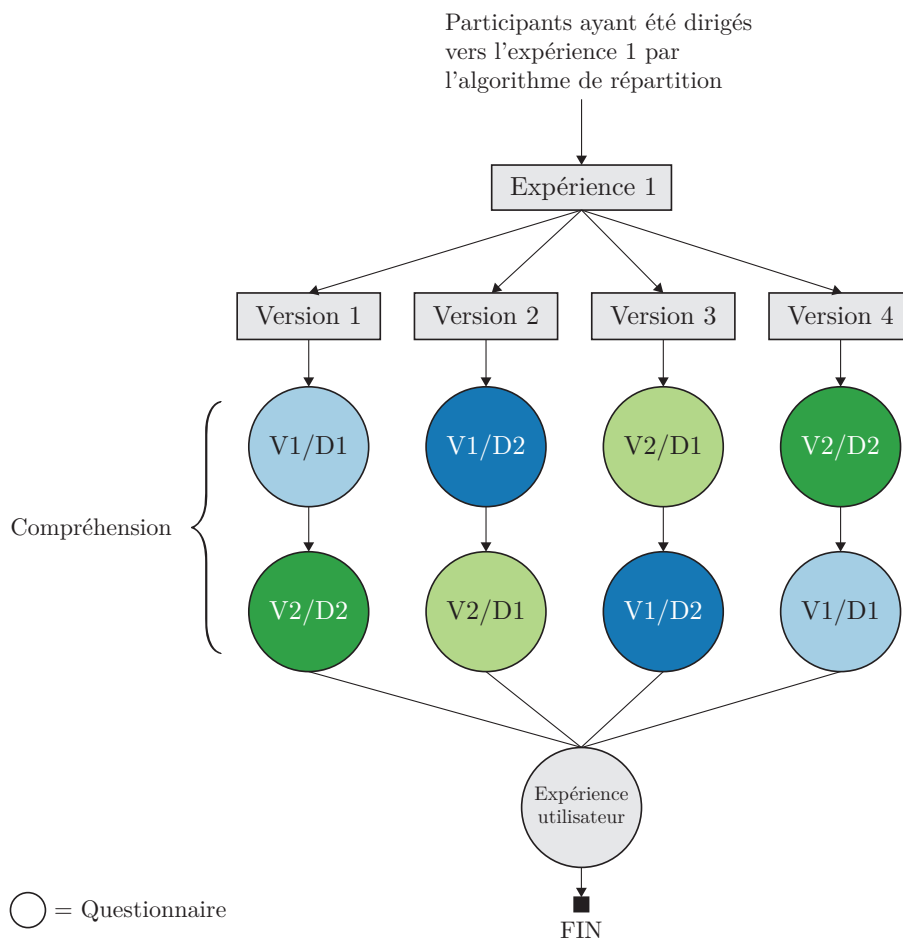 Participants ayant été dirigés
vers l'expérience 1 par
l'algorithme de répartition
Expérience 1
Version 1
Version 2
Version 3
Version 4
V1/D1
V1/D2
V2/D1
V2/D2
Compréhension
V2/D2
V2/D1
V1/D2
V1/D1
Expérience
utilisateur
= Questionnaire
FIN